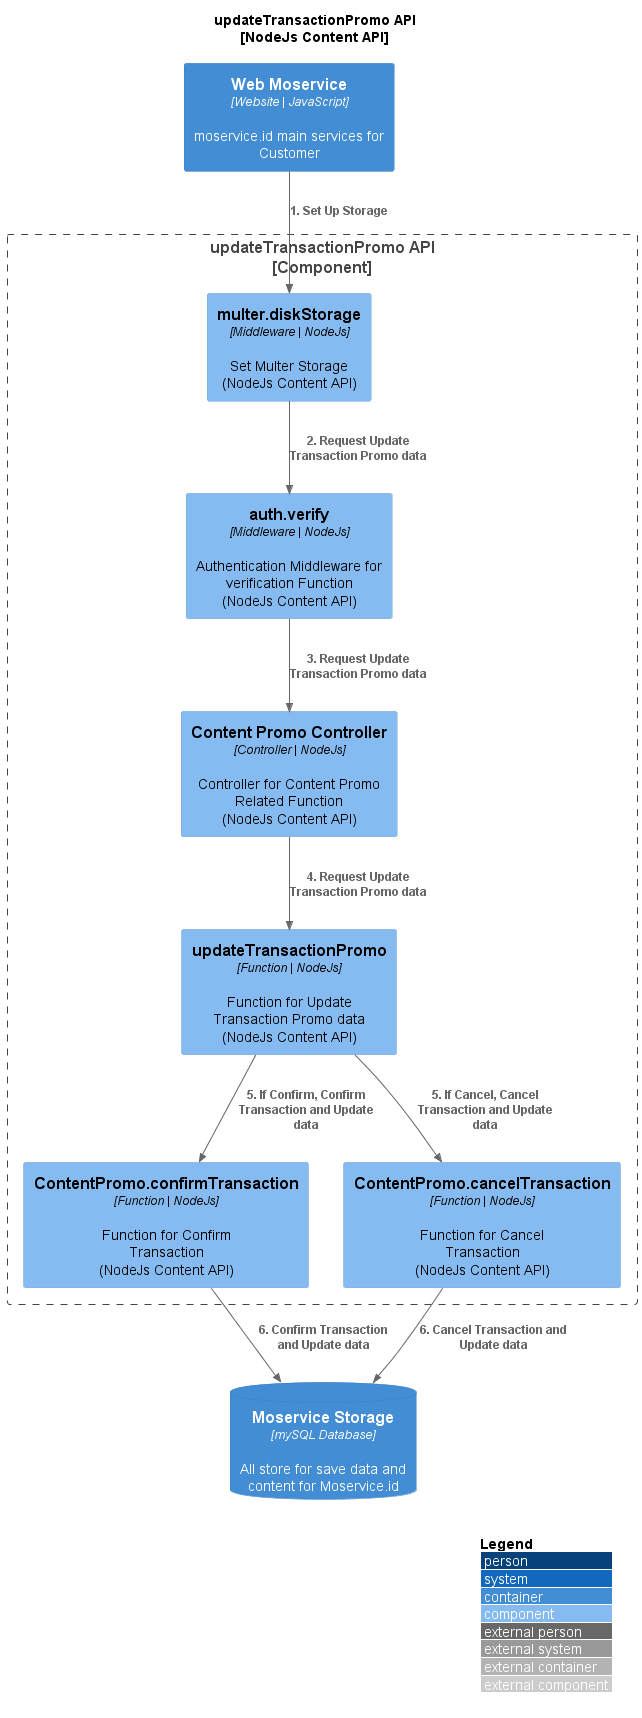 updateTransactionPromo API
[NodeJs Content API]
Web Moservice
[Website | JavaScript]
moservice.id main services for
Customer
1. Set Up Storage
updateTransactionPromo API
[Component]
multer.diskStorage
[Middleware | NodeJs]
Set Multer Storage
(NodeJs Content API)
2. Request Update
Transaction Promo data
auth.verify
[Middleware | NodeJs]
Authentication Middleware for
verification Function
(NodeJs Content API)
3. Request Update
Transaction Promo data
Content Promo Controller
[Controller | NodeJs]
Controller for Content Promo
Related Function
(NodeJs Content API)
4. Request Update
Transaction Promo data
updateTransactionPromo
[Function | NodeJs]
Function for Update
Transaction Promo data
(NodeJs Content API)
5. If Confirm, Confirm
Transaction and Update
data
5. If Cancel, Cancel
Transaction and Update
data
ContentPromo.confirmTransaction
[Function | NodeJs]
Function for Confirm
Transaction
(NodeJs Content API)
ContentPromo.cancelTransaction
[Function | NodeJs]
Function for Cancel
Transaction
(NodeJs Content API)
6. Confirm Transaction
and Update data
6. Cancel Transaction and
Update data
Moservice Storage
[mySQL Database]
All store for save data and
content for Moservice.id
Legend
person
system
container
component
external person
external system
external container
external component